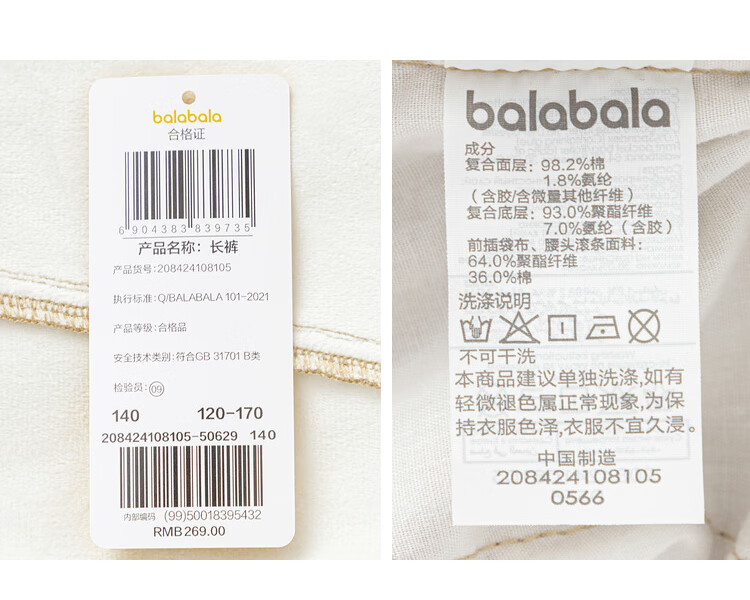 balabala
合格证
6 904383 839735
产品名称：长裤
产品货号：208424108105
执行标准：Q/BALABALA 101-2021
产品等级：合格品
安全技术类别：符合GB 31701 B类
检验员：09
140 120-170
208424108105-50629 140
内部编码 (99)50018395432
RMB269.00
balabala
成分
复合面层：98.2%棉
1.8%氨纶
（含胶/含微量其他纤维）
复合底层：93.0%聚酯纤维
7.0%氨纶（含胶）
前插袋布、腰头滚条面料：
64.0%聚酯纤维
36.0%棉
洗涤说明
不可干洗
本商品建议单独洗涤,如有
轻微褪色属正常现象,为保
持衣服色泽,衣服不宜久浸。
中国制造
208424108105
0566